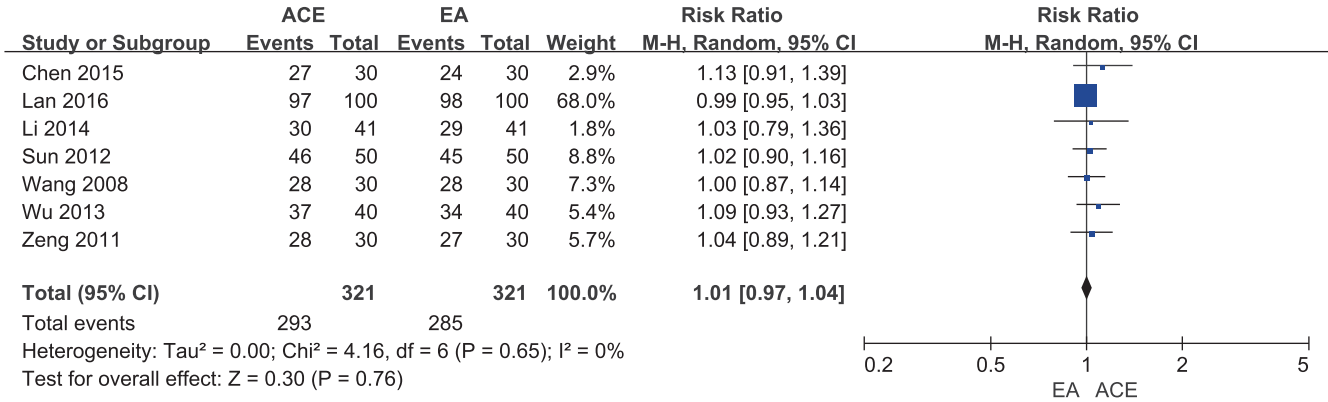 ACE EA Risk Ratio Risk Ratio
Study or Subgroup Events Total Events Total Weight M-H, Random, 95% CI M-H, Random, 95% CI
Chen 2015 27 30 24 30 2.9% 1.13 [0.91, 1.39]
Lan 2016 97 100 98 100 68.0% 0.99 [0.95, 1.03]
Li 2014 30 41 29 41 1.8% 1.03 [0.79, 1.36]
Sun 2012 46 50 45 50 8.8% 1.02 [0.90, 1.16]
Wang 2008 28 30 28 30 7.3% 1.00 [0.87, 1.14]
Wu 2013 37 40 34 40 5.4% 1.09 [0.93, 1.27]
Zeng 2011 28 30 27 30 5.7% 1.04 [0.89, 1.21]
Total (95% CI) 321 321 100.0% 1.01 [0.97, 1.04]
Total events 293 285
Heterogeneity: Tau² = 0.00; Chi² = 4.16, df = 6 (P = 0.65); I² = 0%
Test for overall effect: Z = 0.30 (P = 0.76)
0.2 0.5 1 2 5
EA ACE